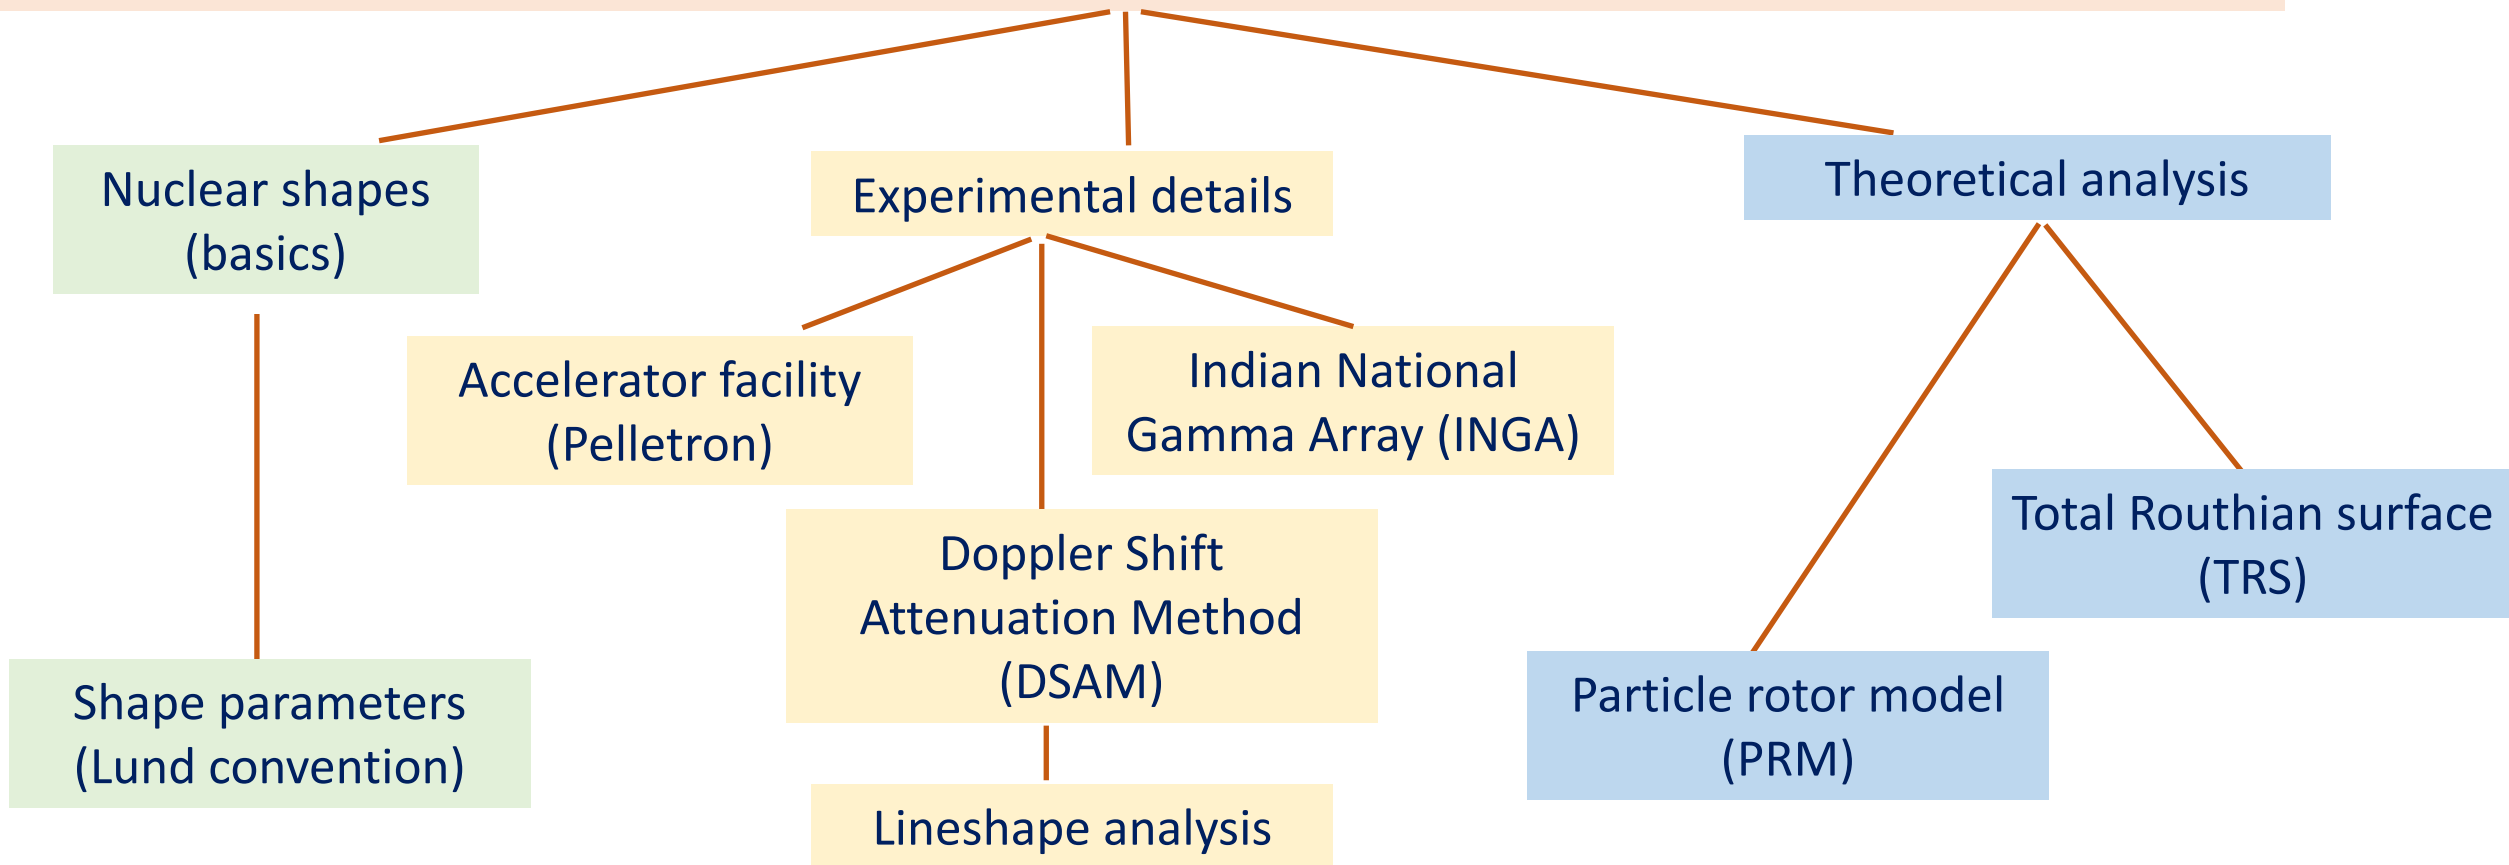 Nuclear shapes
(basics)
Experimental details
Theoretical analysis
Accelerator facility
(Pelletron)
Indian National
Gamma Array (INGA)
Doppler Shift
Attenuation Method
(DSAM)
Total Routhian surface
(TRS)
Shape parameters
(Lund convention)
Particle rotor model
(PRM)
Lineshape analysis